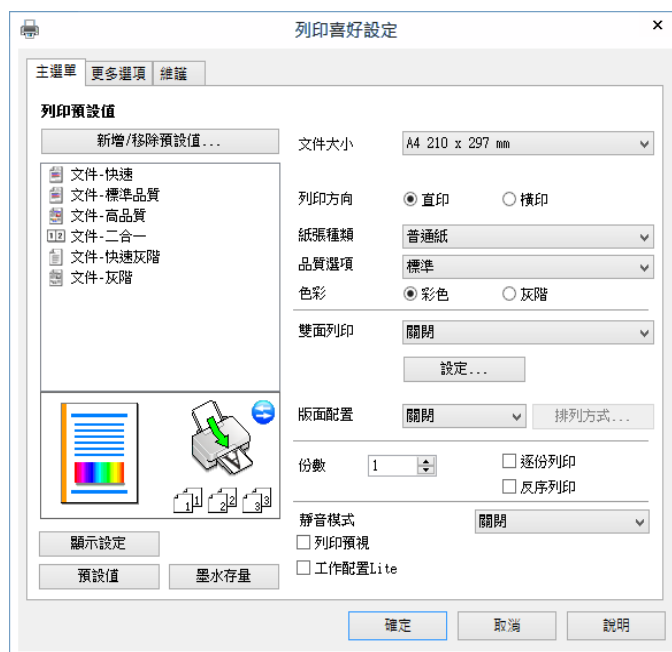 列印喜好設定
×
主選單
更多選項
維護
列印預設值
新增/移除預設值...
文件-快速
文件-標準品質
文件-高品質
12 文件-二合一
文件-快速灰階
文件-灰階
1 1 2 2 3 3
顯示設定
預設值
墨水存量
文件大小
A4 210 x 297 mm
列印方向
直印
橫印
紙張種類
普通紙
品質選項
標準
色彩
彩色
灰階
雙面列印
關閉
設定...
版面配置
關閉
排列方式...
份數
1
逐份列印
反序列印
靜音模式
關閉
列印預視
工作配置Lite
確定
取消
說明